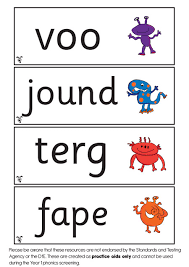 voo
jound
terg
fape
Please be aware that these resources are not endorsed by the Standards and Testing
Agency or the DfE. These are created as practice aids only and cannot be used
during the Year 1 phonics screening.